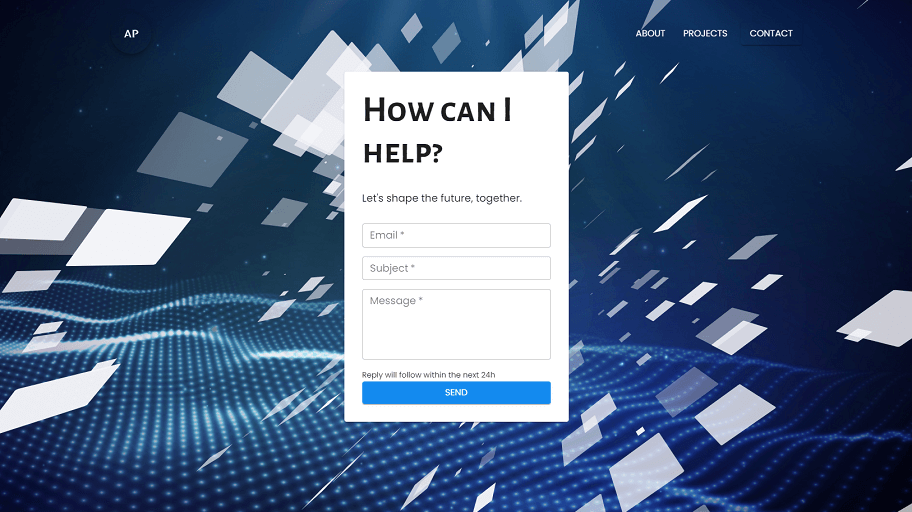 AP
ABOUT PROJECTS CONTACT
How can I
help?
Let's shape the future, together.
Email *
Subject *
Message *
Reply will follow within the next 24h
SEND